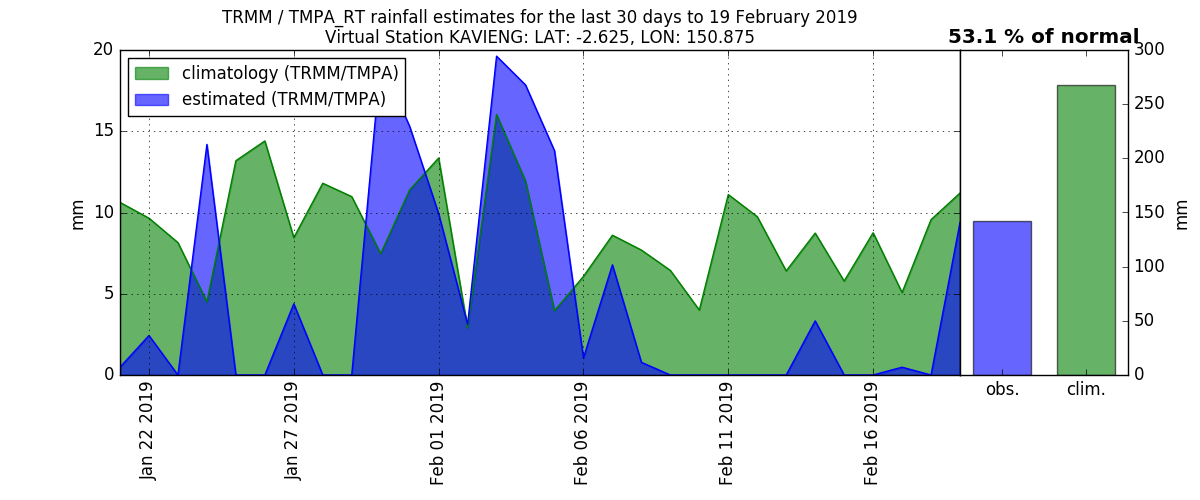 TRMM / TMPA_RT rainfall estimates for the last 30 days to 19 February 2019
Virtual Station KAVIENG: LAT: -2.625, LON: 150.875
53.1 % of normal
climatology (TRMM/TMPA)
estimated (TRMM/TMPA)
20
15
10
5
0
mm
300
250
200
150
100
50
0
mm
Jan 22 2019
Jan 27 2019
Feb 01 2019
Feb 06 2019
Feb 11 2019
Feb 16 2019
obs.
clim.